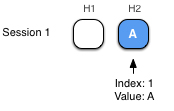 H1 H2
Session 1 A
Index: 1
Value: A